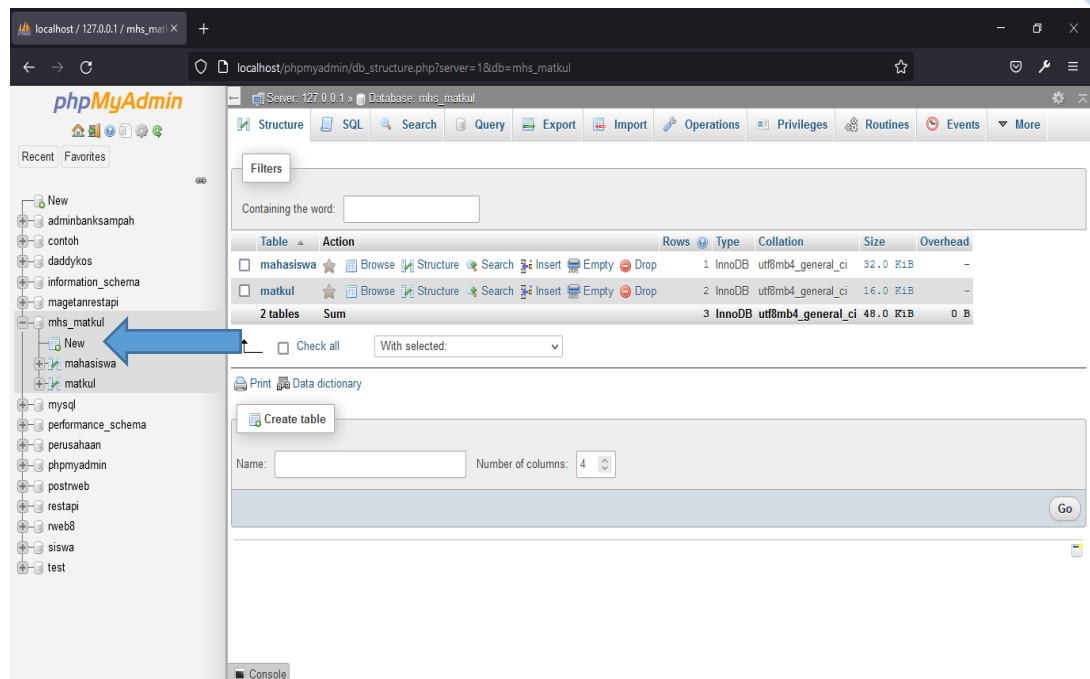 localhost / 127.0.0.1 / mhs_matl
localhost/phpmyadmin/db_structure.php?server=1&db=mhs_matkul
phpMyAdmin
Recent Favorites
New
adminbanksampah
contoh
daddykos
information_schema
magetanrestapi
mhs_matkul
New
mahasiswa
matkul
mysql
performance_schema
perusahaan
phpmyadmin
postrweb
restapi
rweb8
siswa
test
Server: 127.0.0.1 » Database: mhs_matkul
Structure SQL Search Query Export Import Operations Privileges Routines Events More
Filters
Containing the word:
Table Action Rows Type Collation Size Overhead
mahasiswa Browse Structure Search Insert Empty Drop 1 InnoDB utf8mb4_general_ci 32.0 KiB -
matkul Browse Structure Search Insert Empty Drop 2 InnoDB utf8mb4_general_ci 16.0 KiB -
2 tables Sum 3 InnoDB utf8mb4_general_ci 48.0 KiB 0 B
Check all With selected:
Print Data dictionary
Create table
Name: Number of columns: 4
Go
Console